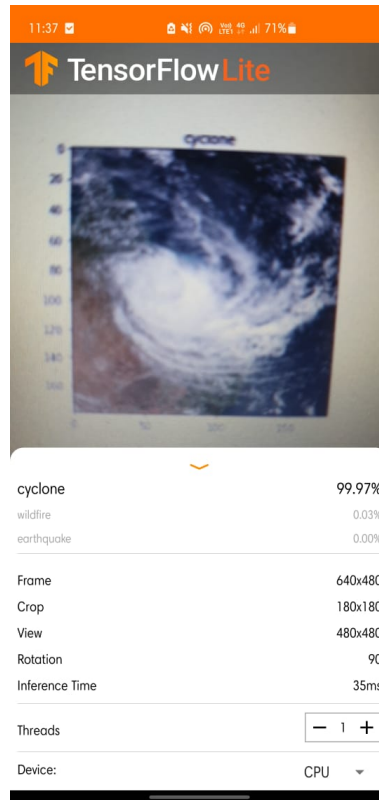 11:37 71%
TensorFlow Lite
cyclone
0
20
40
60
80
100
120
140
160
0 50 100 250
cyclone 99.97%
wildfire 0.03%
earthquake 0.00%
Frame 640x480
Crop 180x180
View 480x480
Rotation 90
Inference Time 35ms
Threads − 1 +
Device: CPU